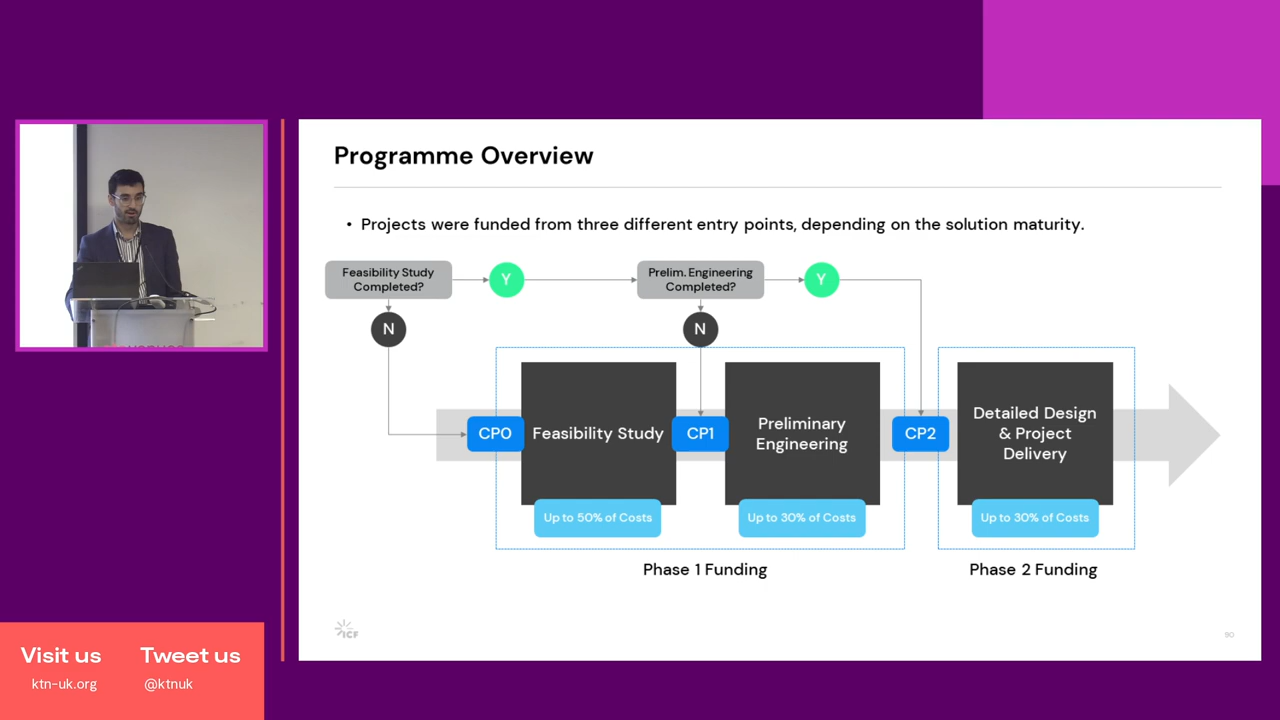 Programme Overview
• Projects were funded from three different entry points, depending on the solution maturity.
Feasibility Study
Completed?
Y
Prelim. Engineering
Completed?
Y
N
N
CP0
Feasibility Study
CP1
Preliminary
Engineering
CP2
Detailed Design
& Project
Delivery
Up to 50% of Costs
Up to 30% of Costs
Up to 30% of Costs
Phase 1 Funding
Phase 2 Funding
ICF
90
Visit us
ktn-uk.org
Tweet us
@ktnuk